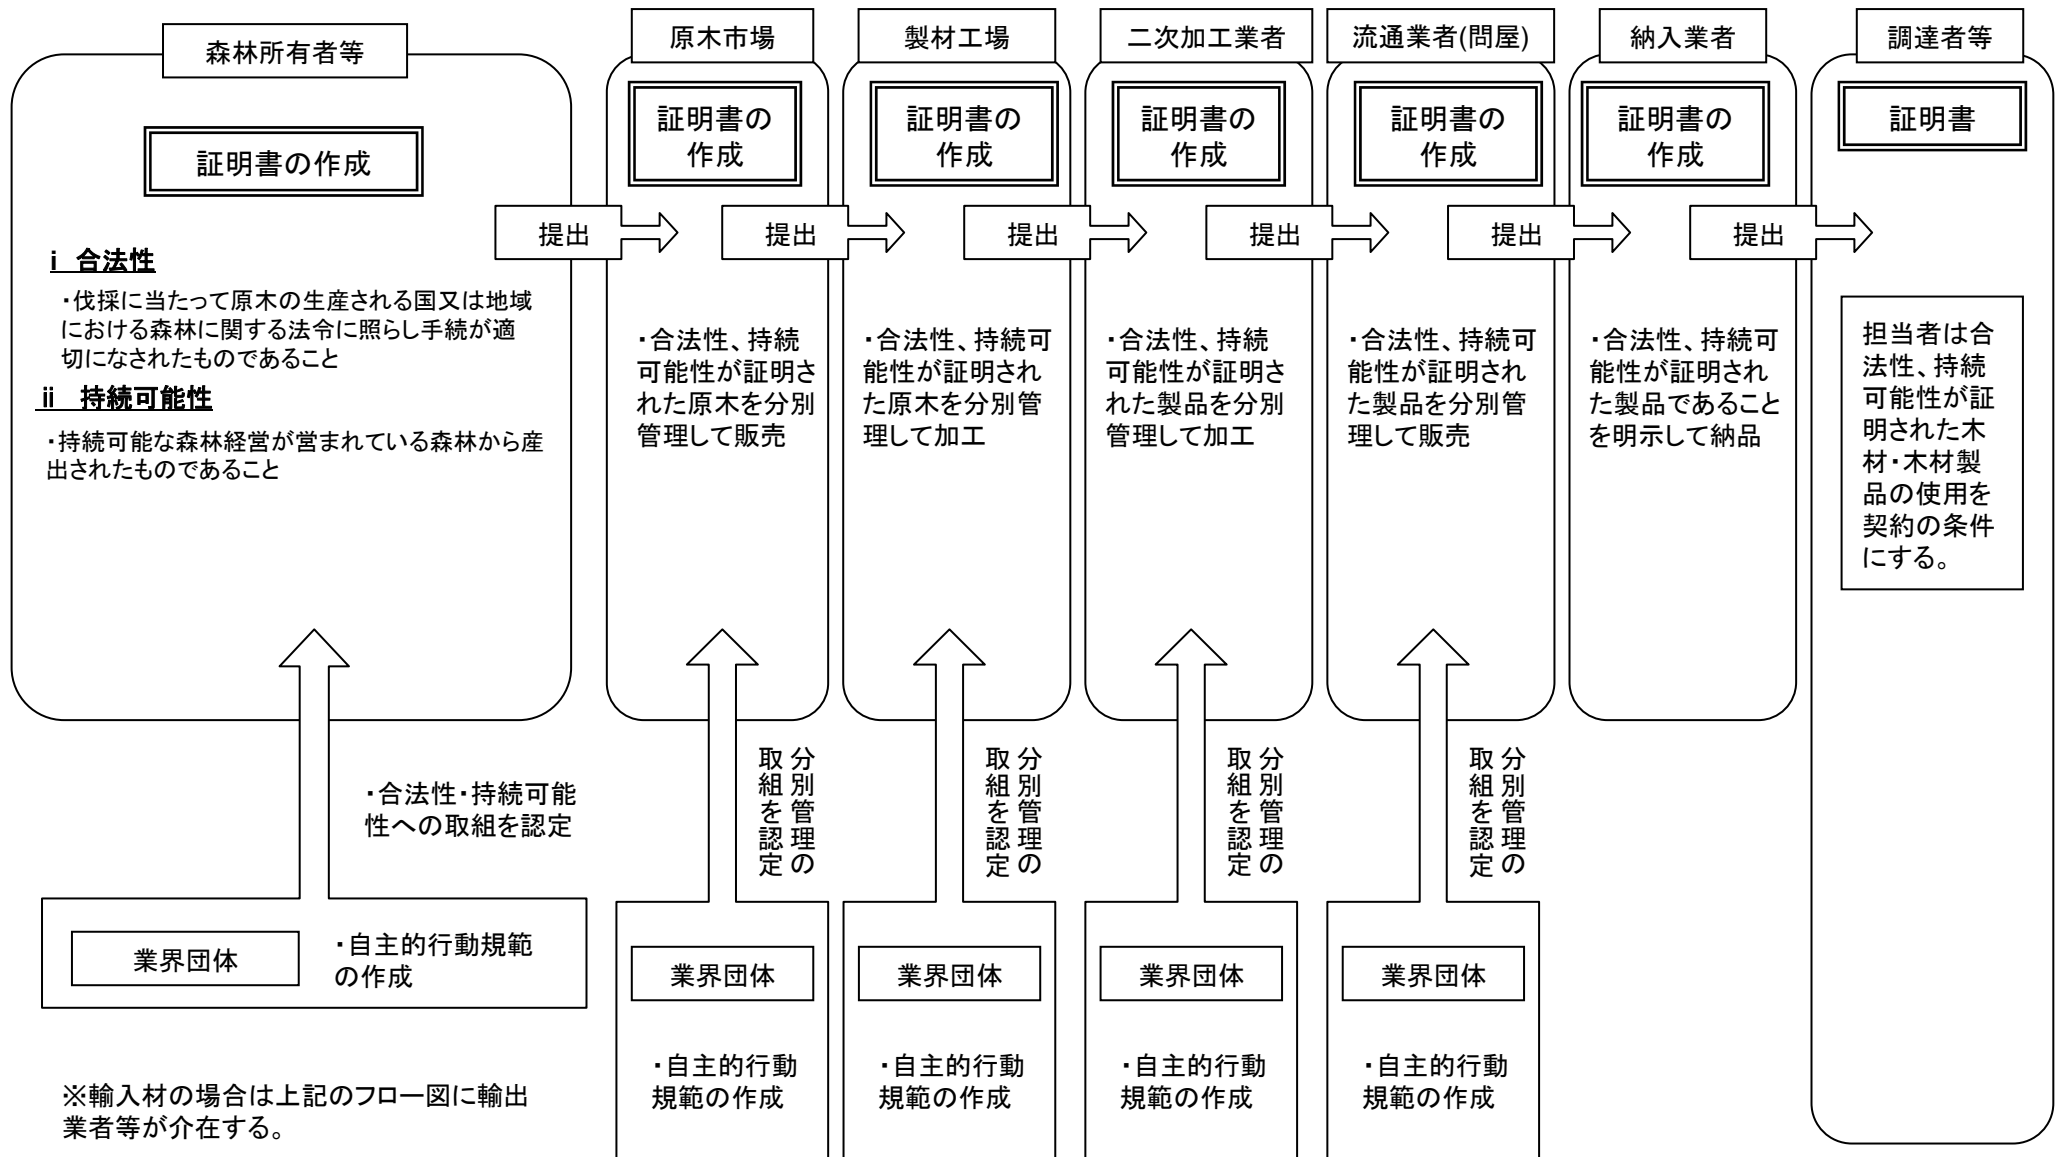 森林所有者等
証明書の作成
i 合法性
・伐採に当たって原木の生産される国又は地域
における森林に関する法令に照らし手続が適
切になされたものであること
ii 持続可能性
・持続可能な森林経営が営まれている森林から産
出されたものであること
提出
・合法性・持続可能
性への取組を認定
業界団体
・自主的行動規範
の作成
※輸入材の場合は上記のフロー図に輸出
業者等が介在する。
原木市場
証明書の
作成
提出
・合法性、持続
可能性が証明さ
れた原木を分別
管理して販売
分別管理の
取組を認定
業界団体
・自主的行動
規範の作成
製材工場
証明書の
作成
提出
・合法性、持続可
能性が証明され
た原木を分別管
理して加工
分別管理の
取組を認定
業界団体
・自主的行動
規範の作成
二次加工業者
証明書の
作成
提出
・合法性、持続
可能性が証明さ
れた製品を分別
管理して加工
分別管理の
取組を認定
業界団体
・自主的行動
規範の作成
流通業者(問屋)
証明書の
作成
提出
・合法性、持続可
能性が証明され
た製品を分別管
理して販売
分別管理の
取組を認定
業界団体
・自主的行動
規範の作成
納入業者
証明書の
作成
提出
・合法性、持続可
能性が証明され
た製品であること
を明示して納品
調達者等
証明書
担当者は合
法性、持続
可能性が証
明された木
材・木材製
品の使用を
契約の条件
にする。